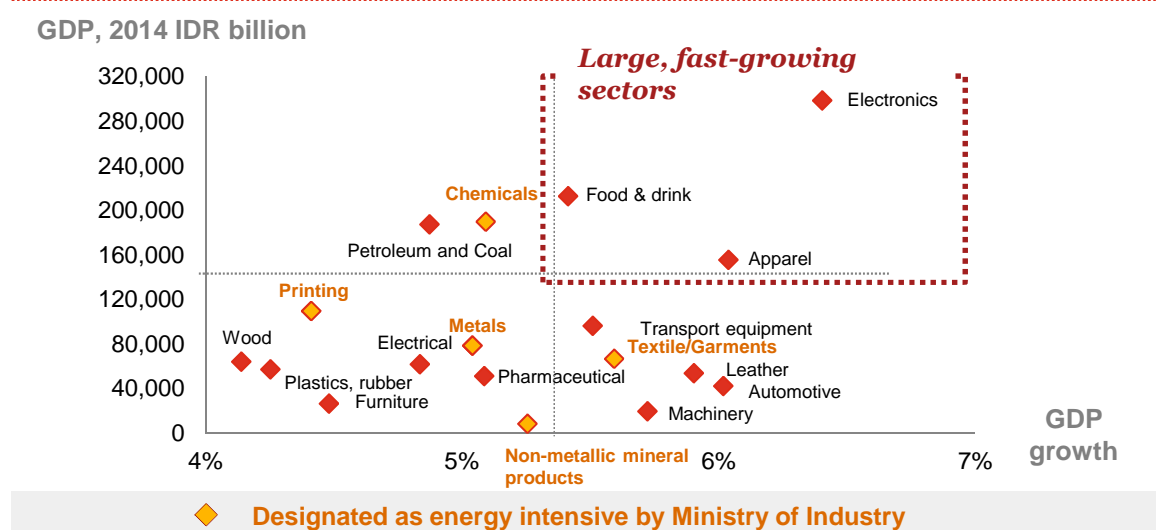 GDP, 2014 IDR billion
Large, fast-growing
sectors
320,000
280,000
240,000
200,000
160,000
120,000
80,000
40,000
0
Electronics
Chemicals
Food & drink
Petroleum and Coal
Apparel
Printing
Wood
Electrical
Metals
Transport equipment
Textile/Garments
Plastics, rubber
Furniture
Pharmaceutical
Leather
Automotive
Machinery
GDP
growth
4%
5%
6%
7%
Non-metallic mineral
products
Designated as energy intensive by Ministry of Industry